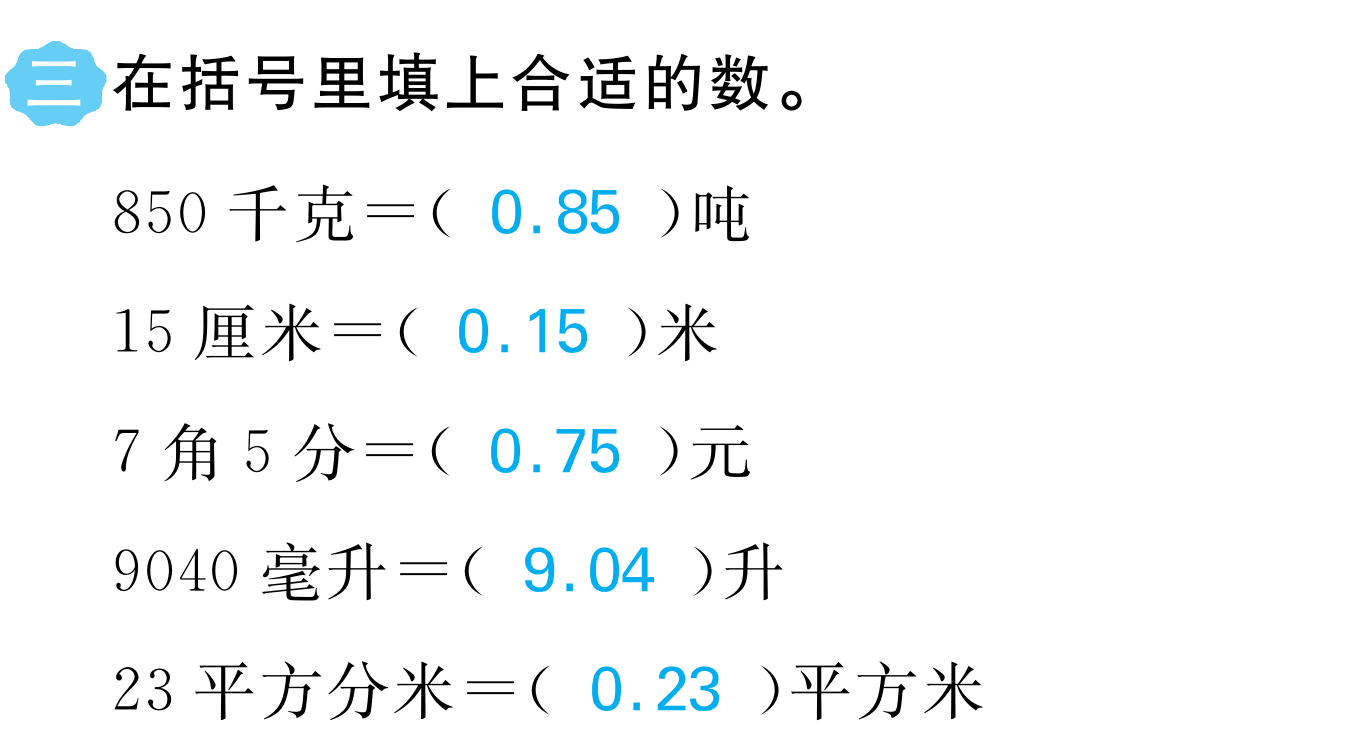 三 在括号里填上合适的数。
850 千克=( 0.85 )吨
15 厘米=( 0.15 )米
7 角 5 分=( 0.75 )元
9040 毫升=( 9.04 )升
23 平方分米=( 0.23 )平方米